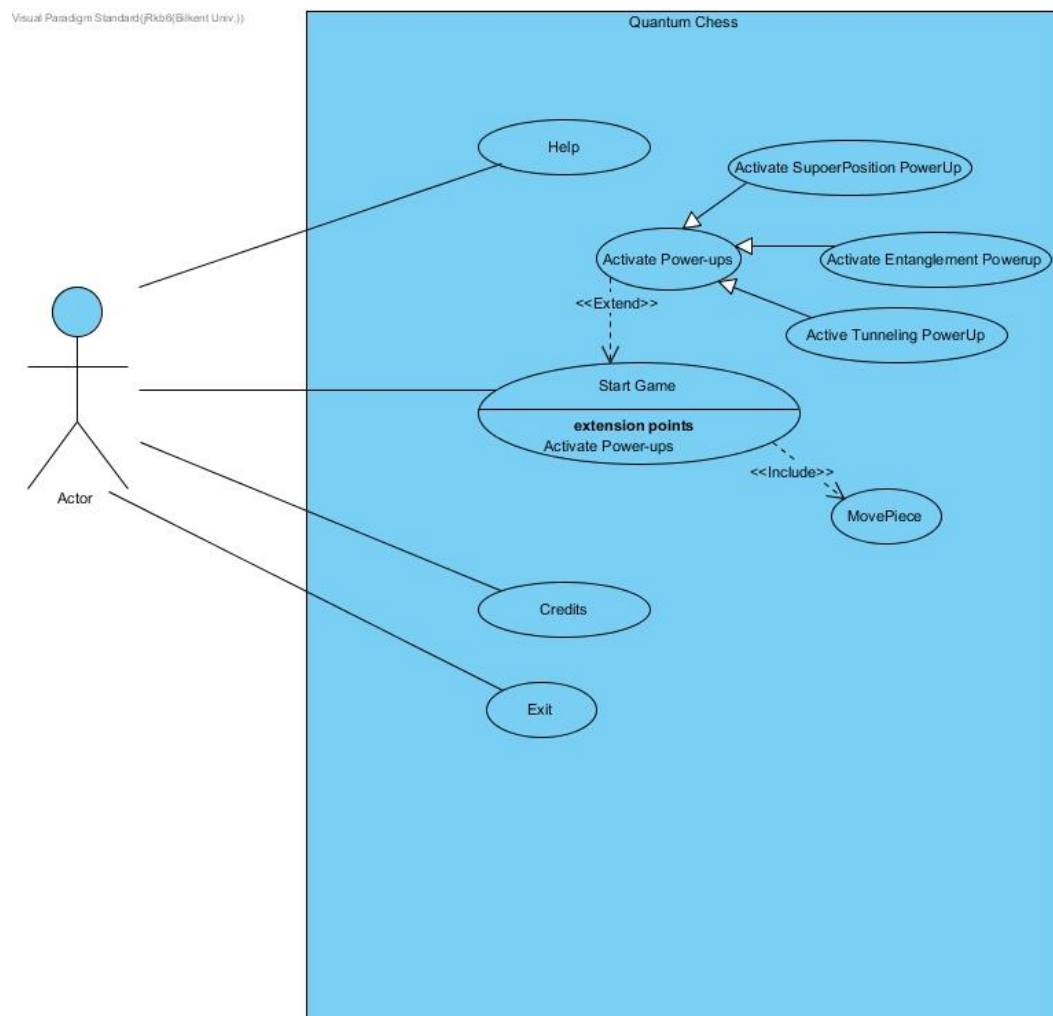 Visual Paradigm Standard(jRkb6(Bilkent Univ.))
Quantum Chess
Help
Activate SupoerPosition PowerUp
Activate Power-ups
Activate Entanglement Powerup
<<Extend>>
Active Tunneling PowerUp
Start Game
extension points
Activate Power-ups
<<Include>>
Actor
MovePiece
Credits
Exit